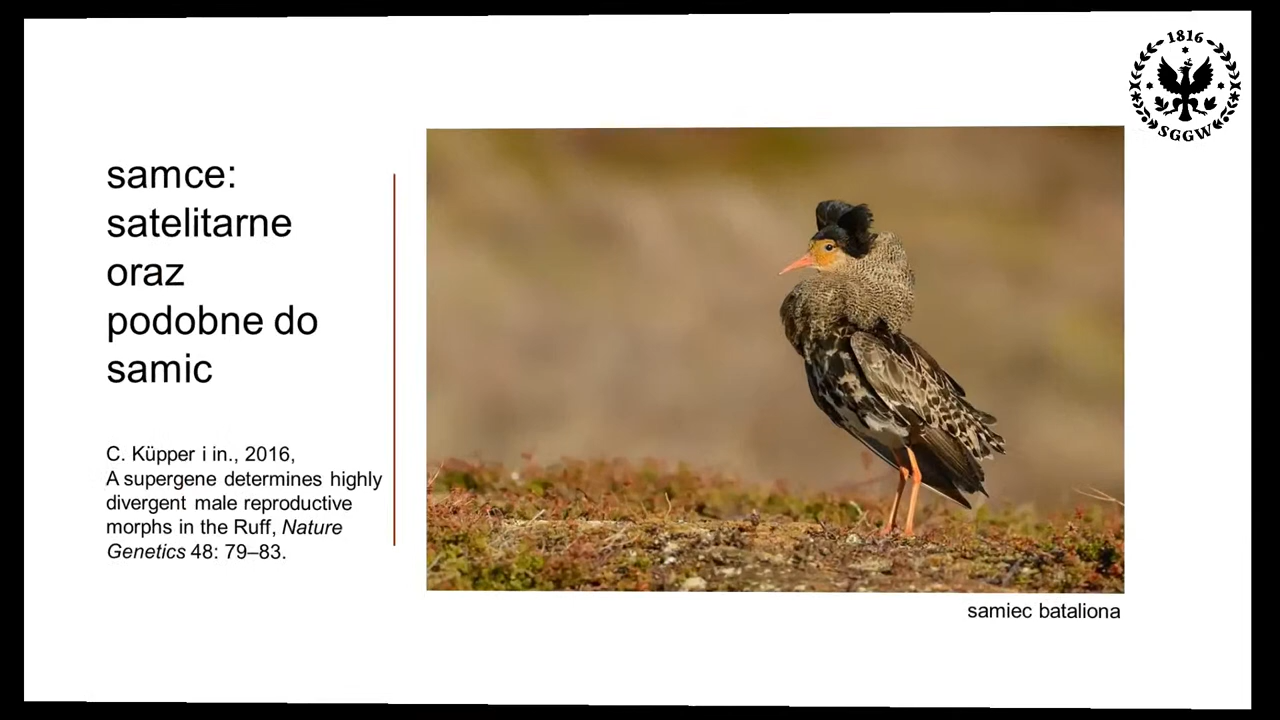 1816
SGGW
samce:
satelitarne
oraz
podobne do
samic
C. Küpper i in., 2016,
A supergene determines highly
divergent male reproductive
morphs in the Ruff, Nature
Genetics 48: 79–83.
samiec bataliona